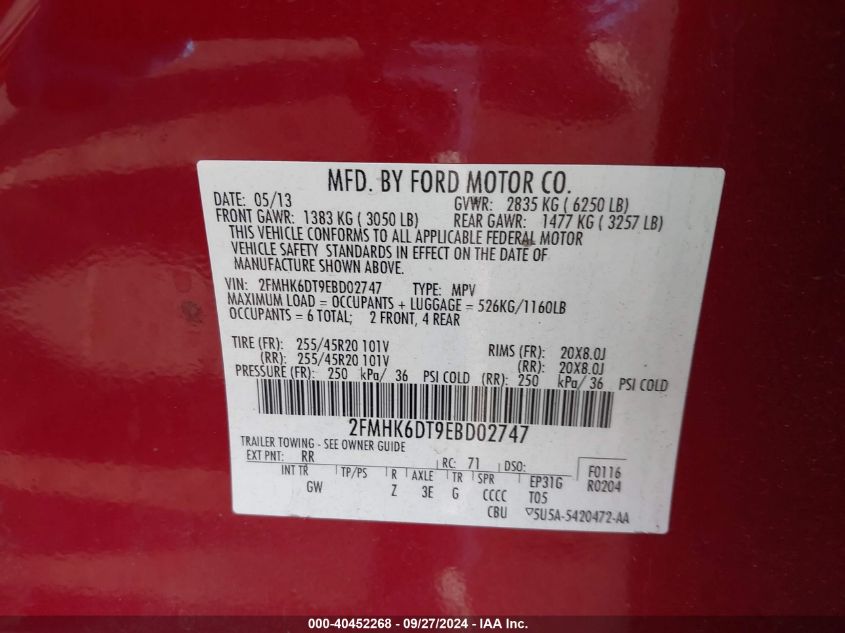 MFD. BY FORD MOTOR CO.
DATE: 05/13 GVWR: 2835 KG ( 6250 LB)
FRONT GAWR: 1383 KG ( 3050 LB) REAR GAWR: 1477 KG ( 3257 LB)
THIS VEHICLE CONFORMS TO ALL APPLICABLE FEDERAL MOTOR
VEHICLE SAFETY STANDARDS IN EFFECT ON THE DATE OF
MANUFACTURE SHOWN ABOVE.
VIN: 2FMHK6DT9EBD02747 TYPE: MPV
MAXIMUM LOAD = OCCUPANTS + LUGGAGE = 526KG/1160LB
OCCUPANTS = 6 TOTAL; 2 FRONT, 4 REAR
TIRE (FR): 255/45R20 101V RIMS (FR): 20X8.0J
(RR): 255/45R20 101V (RR): 20X8.0J
PRESSURE (FR): 250 kPa/ 36 PSI COLD (RR): 250 kPa/ 36 PSI COLD
2FMHK6DT9EBD02747
TRAILER TOWING - SEE OWNER GUIDE
EXT PNT: RR RC: 71 DSO: F0116
INT TR TP/PS R AXLE TR SPR EP31G R0204
GW Z 3E G CCCC T05
CBU ▽5U5A-5420472-AA
000-40452268 - 09/27/2024 - IAA Inc.